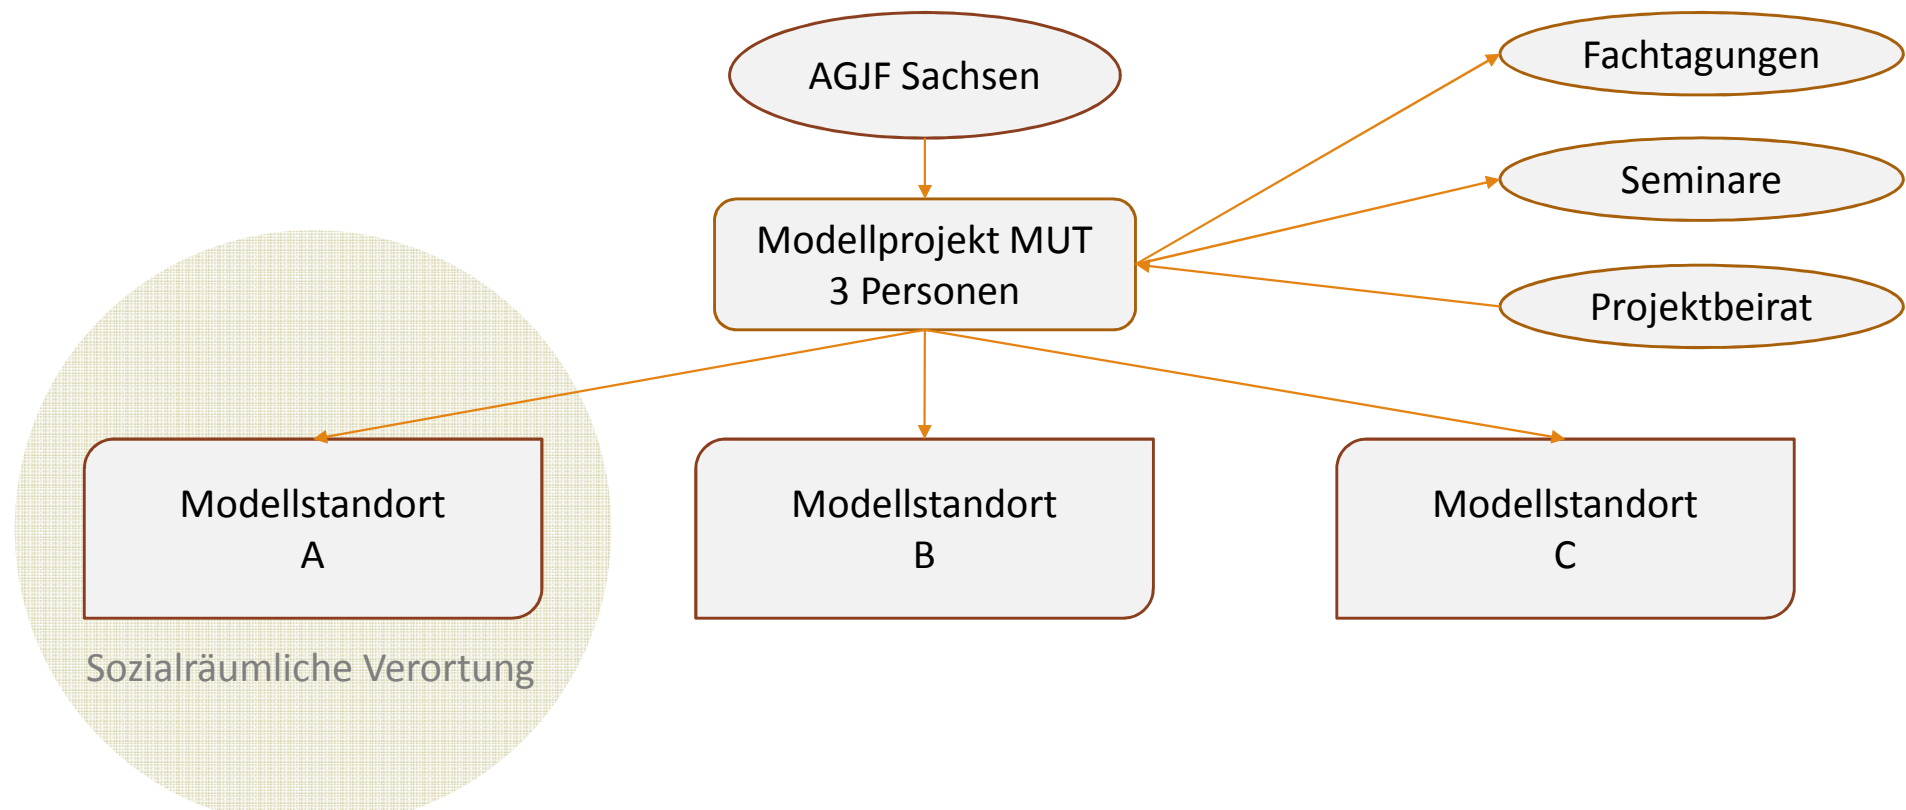 AGJF Sachsen
Fachtagungen
Seminare
Modellprojekt MUT
3 Personen
Projektbeirat
Modellstandort
A
Modellstandort
B
Modellstandort
C
Sozialräumliche Verortung